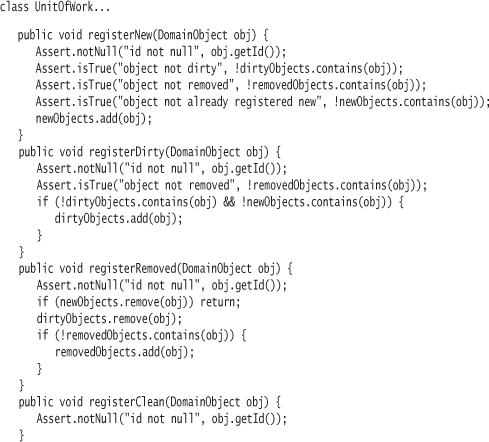 class UnitOfWork...
public void registerNew(DomainObject obj) {
Assert.notNull("id not null", obj.getId());
Assert.isTrue("object not dirty", !dirtyObjects.contains(obj));
Assert.isTrue("object not removed", !removedObjects.contains(obj));
Assert.isTrue("object not already registered new", !newObjects.contains(obj));
newObjects.add(obj);
}
public void registerDirty(DomainObject obj) {
Assert.notNull("id not null", obj.getId());
Assert.isTrue("object not removed", !removedObjects.contains(obj));
if (!dirtyObjects.contains(obj) && !newObjects.contains(obj)) {
dirtyObjects.add(obj);
}
}
public void registerRemoved(DomainObject obj) {
Assert.notNull("id not null", obj.getId());
if (newObjects.remove(obj)) return;
dirtyObjects.remove(obj);
if (!removedObjects.contains(obj)) {
removedObjects.add(obj);
}
}
public void registerClean(DomainObject obj) {
Assert.notNull("id not null", obj.getId());
}